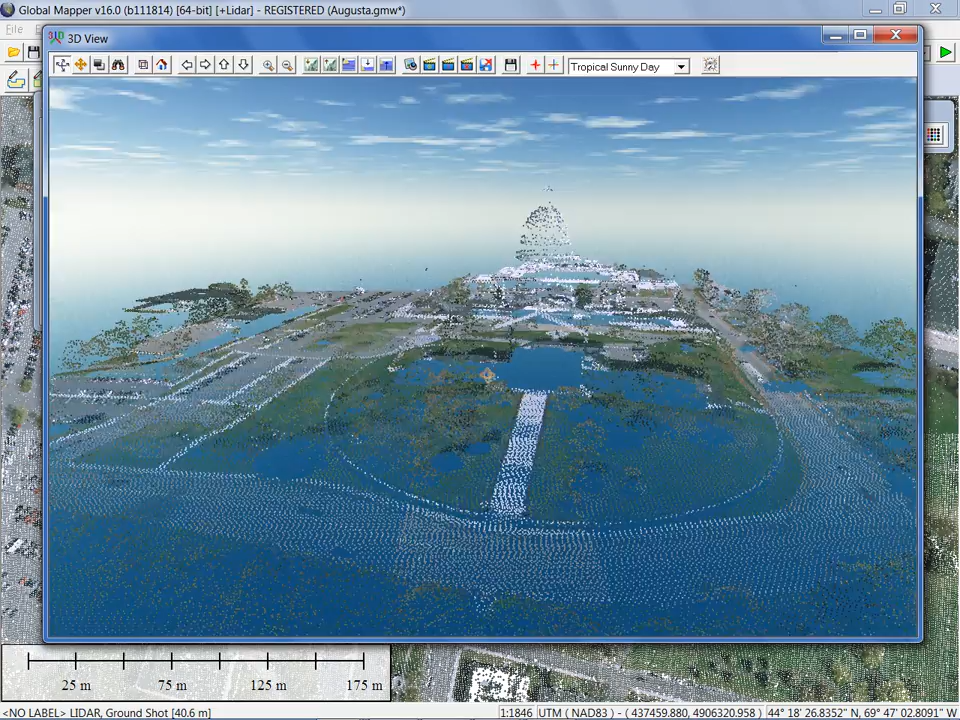 Global Mapper v16.0 (b111814) [64-bit] [+Lidar] - REGISTERED (Augusta.gmw*)
File
3D View
Tropical Sunny Day
25 m 75 m 125 m 175 m
<NO LABEL> LIDAR, Ground Shot [40.6 m] 1:1846 UTM ( NAD83 ) - ( 437459.880, 4906320.958 ) 44° 18' 26.8352" N, 69° 47' 02.8091" W